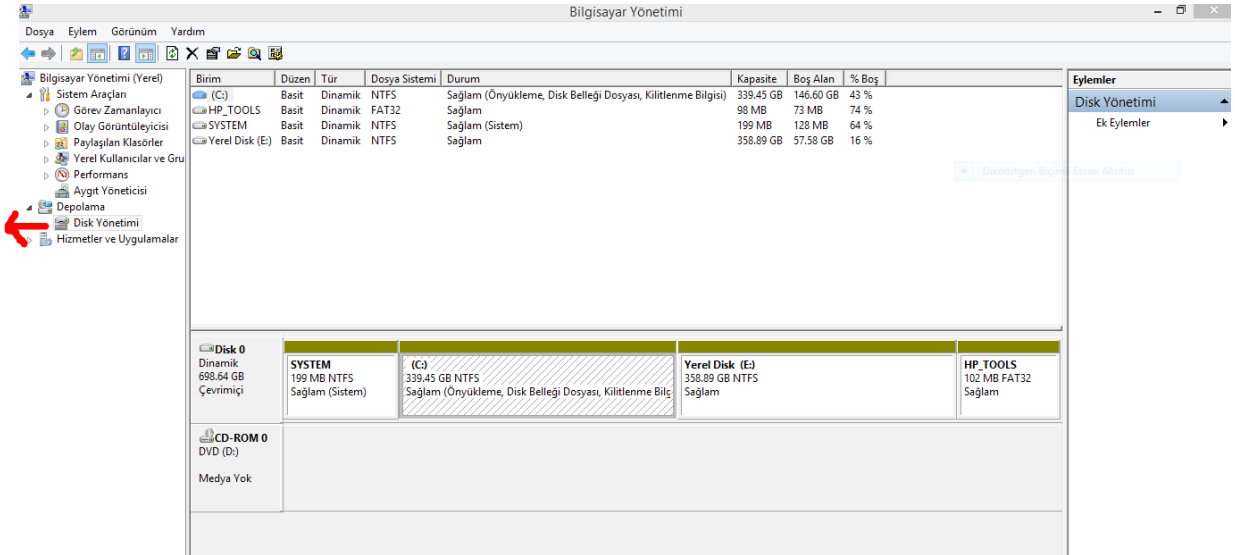 Bilgisayar Yönetimi
Dosya Eylem Görünüm Yardım
Bilgisayar Yönetimi (Yerel)
Sistem Araçları
Görev Zamanlayıcı
Olay Görüntüleyicisi
Paylaşılan Klasörler
Yerel Kullanıcılar ve Gru
Performans
Aygıt Yöneticisi
Depolama
Disk Yönetimi
Hizmetler ve Uygulamalar
Birim Düzen Tür Dosya Sistemi Durum Kapasite Boş Alan % Boş
(C:) Basit Dinamik NTFS Sağlam (Önyükleme, Disk Belleği Dosyası, Kilitlenme Bilgisi) 339.45 GB 146.60 GB 43 %
HP_TOOLS Basit Dinamik FAT32 Sağlam 98 MB 73 MB 74 %
SYSTEM Basit Dinamik NTFS Sağlam (Sistem) 199 MB 128 MB 64 %
Yerel Disk (E:) Basit Dinamik NTFS Sağlam 358.89 GB 57.58 GB 16 %
Eylemler
Disk Yönetimi
Ek Eylemler
Dikdörtgen Biçimli Ekran Alıntısı
Disk 0
Dinamik
698.64 GB
Çevrimiçi
SYSTEM
199 MB NTFS
Sağlam (Sistem)
(C:)
339.45 GB NTFS
Sağlam (Önyükleme, Disk Belleği Dosyası, Kilitlenme Bilg
Yerel Disk (E:)
358.89 GB NTFS
Sağlam
HP_TOOLS
102 MB FAT32
Sağlam
CD-ROM 0
DVD (D:)
Medya Yok